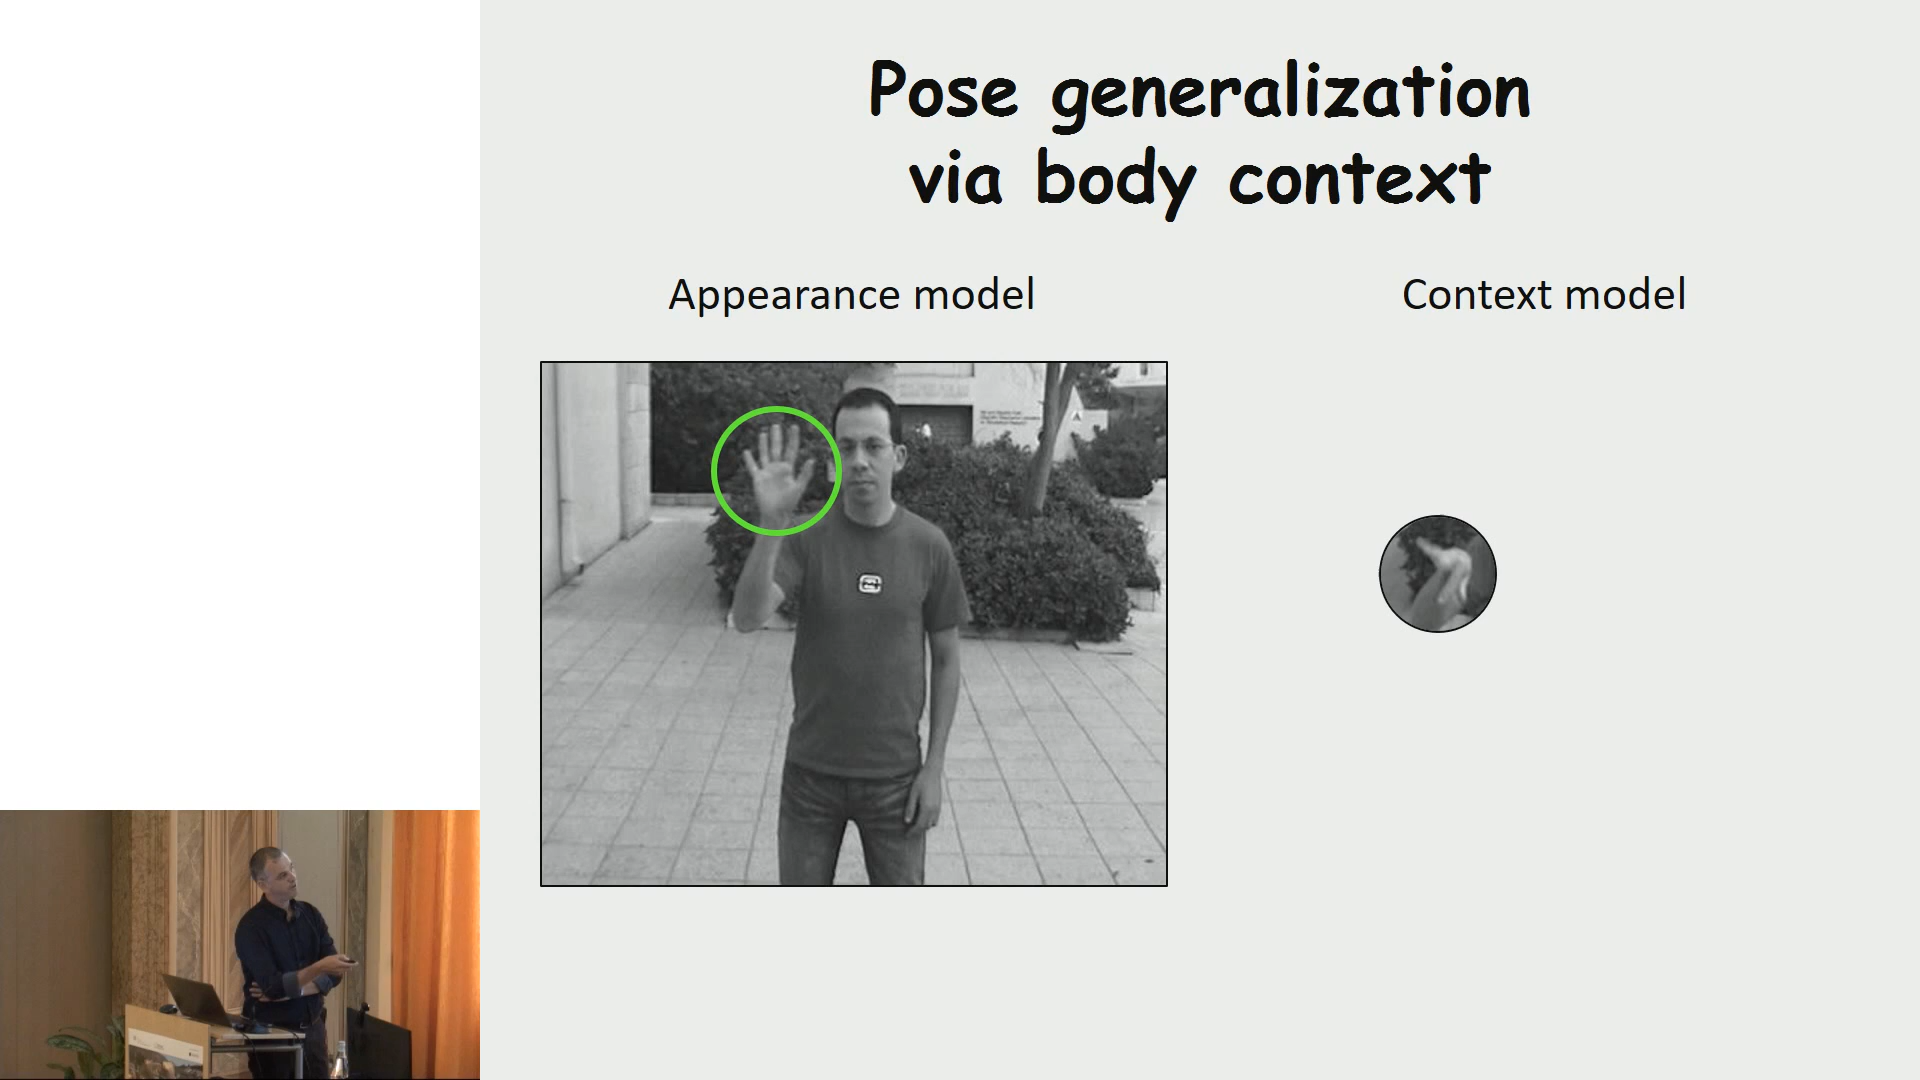 Pose generalization
via body context
Appearance model
Context model